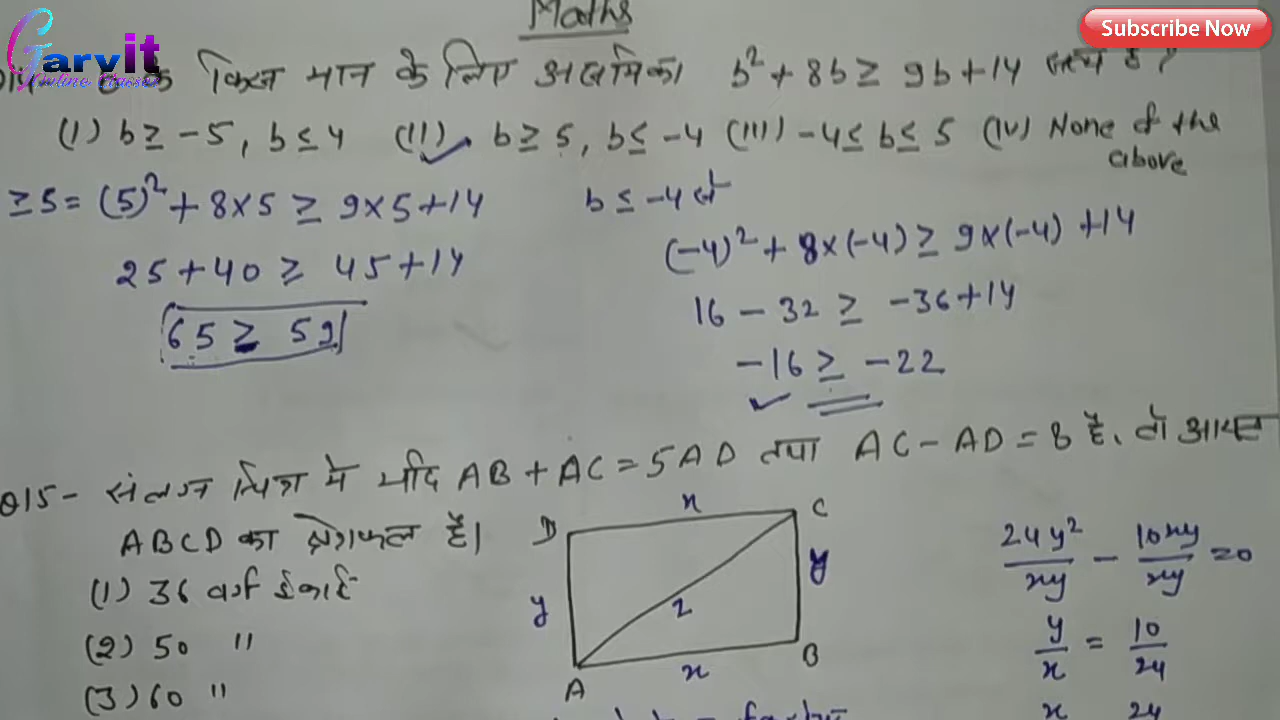 Maths
Subscribe Now
Garvit
Online Classes
के किस मान के लिए असमिका b² + 8b ≥ 9b + 14 सत्य है?
(I) b ≥ -5, b ≤ 4 (II) b ≥ 5, b ≤ -4 (III) -4 ≤ b ≤ 5 (IV) None of the
above
≥ 5 = (5)² + 8×5 ≥ 9×5+14
25 + 40 ≥ 45 + 14
65 ≥ 59
b ≤ -4
(-4)² + 8×(-4) ≥ 9×(-4) + 14
16 - 32 ≥ -36+14
-16 ≥ -22
Q15- संलग्न चित्र में यदि AB + AC = 5AD तथा AC - AD = 8 है, तो आयत
ABCD का क्षेत्रफल है।
(1) 36 वर्ग ईकाई
(2) 50 "
(3) 60 "
D x C
y z y
A x B
24y²/xy - 10xy/xy = 0
y/x = 10/24
x 24